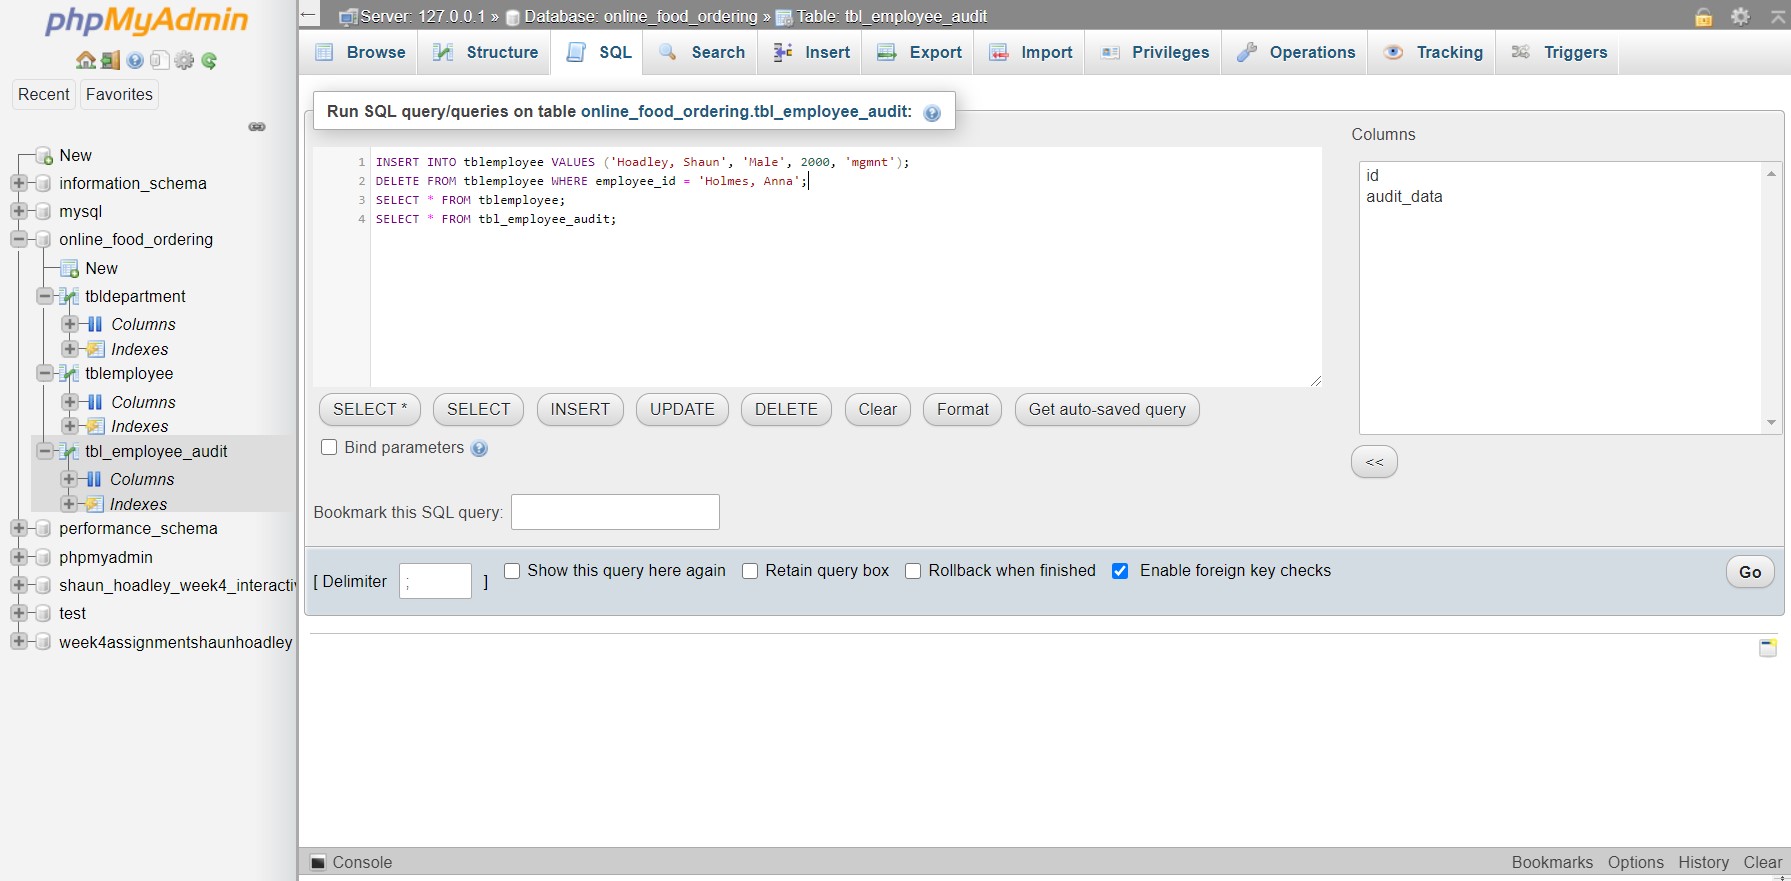 phpMyAdmin
Recent Favorites
New
information_schema
mysql
online_food_ordering
New
tbldepartment
Columns
Indexes
tblemployee
Columns
Indexes
tbl_employee_audit
Columns
Indexes
performance_schema
phpmyadmin
shaun_hoadley_week4_interacti
test
week4assignmentshaunhoadley
Server: 127.0.0.1 » Database: online_food_ordering » Table: tbl_employee_audit
Browse Structure SQL Search Insert Export Import Privileges Operations Tracking Triggers
Run SQL query/queries on table online_food_ordering.tbl_employee_audit:
1 INSERT INTO tblemployee VALUES ('Hoadley, Shaun', 'Male', 2000, 'mgmnt');
2 DELETE FROM tblemployee WHERE employee_id = 'Holmes, Anna';
3 SELECT * FROM tblemployee;
4 SELECT * FROM tbl_employee_audit;
SELECT * SELECT INSERT UPDATE DELETE Clear Format Get auto-saved query
Bind parameters
Bookmark this SQL query:
Columns
id
audit_data
<<
[ Delimiter ; ] Show this query here again Retain query box Rollback when finished Enable foreign key checks Go
Console Bookmarks Options History Clear